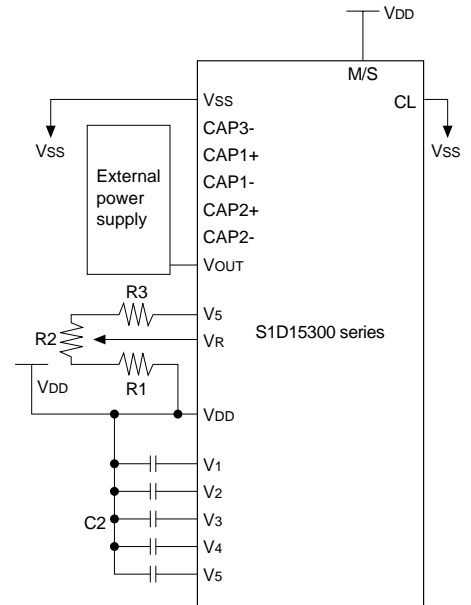 VDD
M/S
VSS
CL
CAP3-
VSS
VSS
CAP1+
External
power
supply
CAP1-
CAP2+
CAP2-
VOUT
R3
V5
R2
VR
S1D15300 series
R1
VDD
VDD
V1
V2
C2
V3
V4
V5